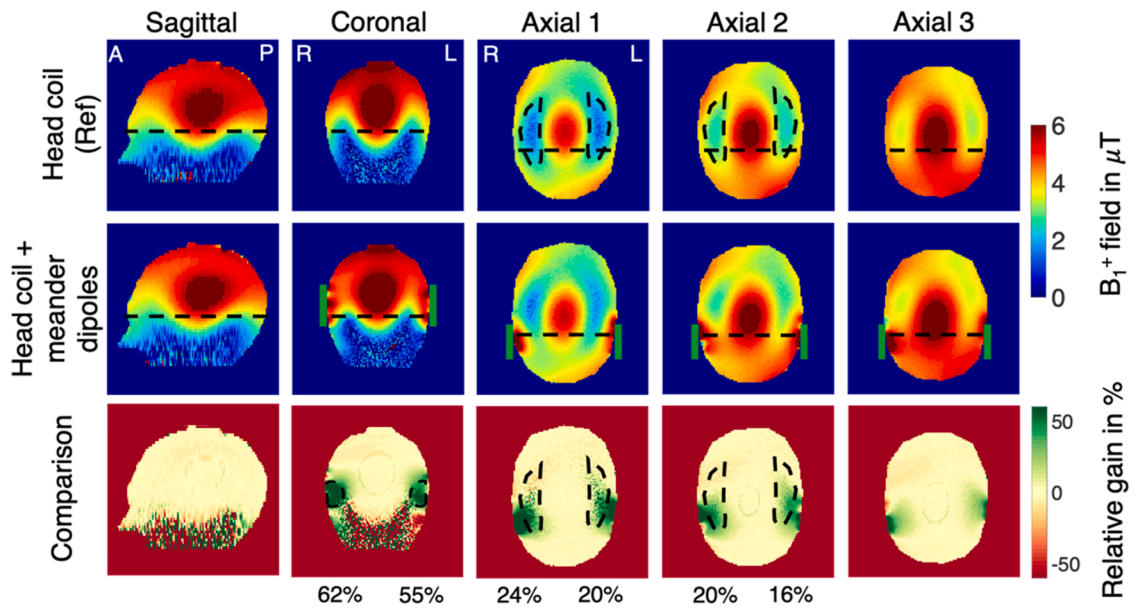 Sagittal Coronal Axial 1 Axial 2 Axial 3
A P R L R L
Head coil
(Ref)
6
4
2
0
B₁⁺ field in µT
Head coil +
meander
dipoles
Comparison
50
0
-50
Relative gain in %
62% 55% 24% 20% 20% 16%